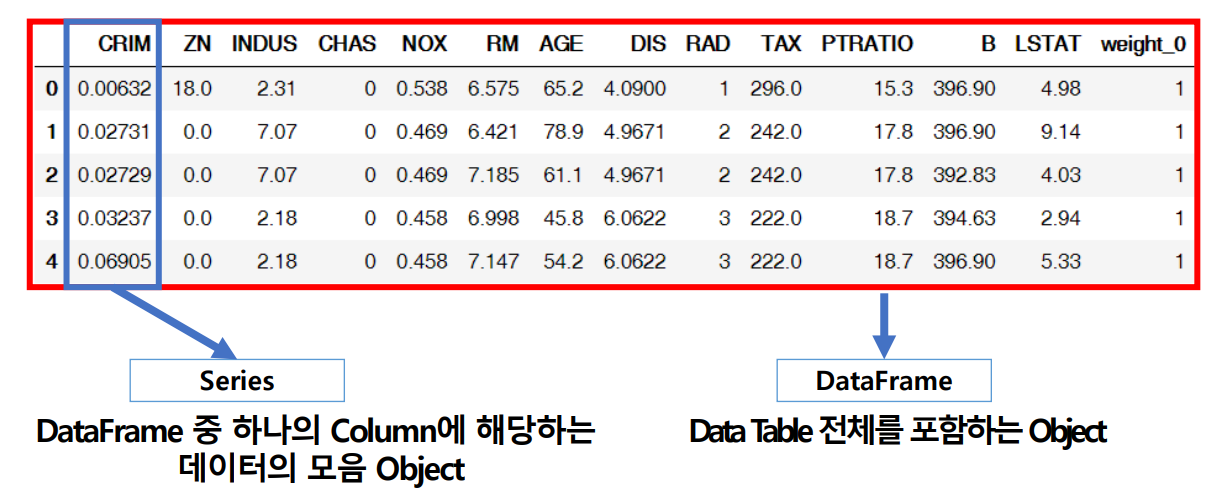 CRIM ZN INDUS CHAS NOX RM AGE DIS RAD TAX PTRATIO B LSTAT weight_0
0 0.00632 18.0 2.31 0 0.538 6.575 65.2 4.0900 1 296.0 15.3 396.90 4.98 1
1 0.02731 0.0 7.07 0 0.469 6.421 78.9 4.9671 2 242.0 17.8 396.90 9.14 1
2 0.02729 0.0 7.07 0 0.469 7.185 61.1 4.9671 2 242.0 17.8 392.83 4.03 1
3 0.03237 0.0 2.18 0 0.458 6.998 45.8 6.0622 3 222.0 18.7 394.63 2.94 1
4 0.06905 0.0 2.18 0 0.458 7.147 54.2 6.0622 3 222.0 18.7 396.90 5.33 1
Series
DataFrame 중 하나의 Column에 해당하는
데이터의 모음 Object
DataFrame
Data Table 전체를 포함하는 Object